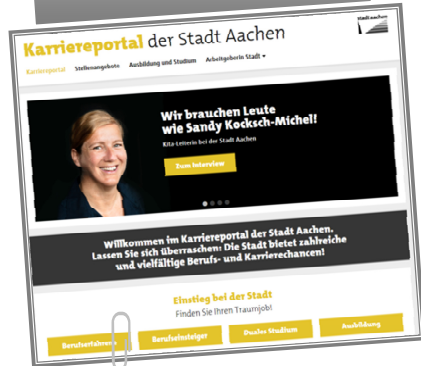 stadt aachen
Karriereportal der Stadt Aachen
Karriereportal Stellenangebote Ausbildung und Studium Arbeitgeberin Stadt
Wir brauchen Leute
wie Sandy Kocksch-Michel!
Kita-Leiterin bei der Stadt Aachen
Zum Interview
Willkommen im Karriereportal der Stadt Aachen.
Lassen Sie sich überraschen: Die Stadt bietet zahlreiche
und vielfältige Berufs- und Karrierechancen!
Einstieg bei der Stadt
Finden Sie Ihren Traumjob!
Berufserfahrene Berufseinsteiger Duales Studium Ausbildung